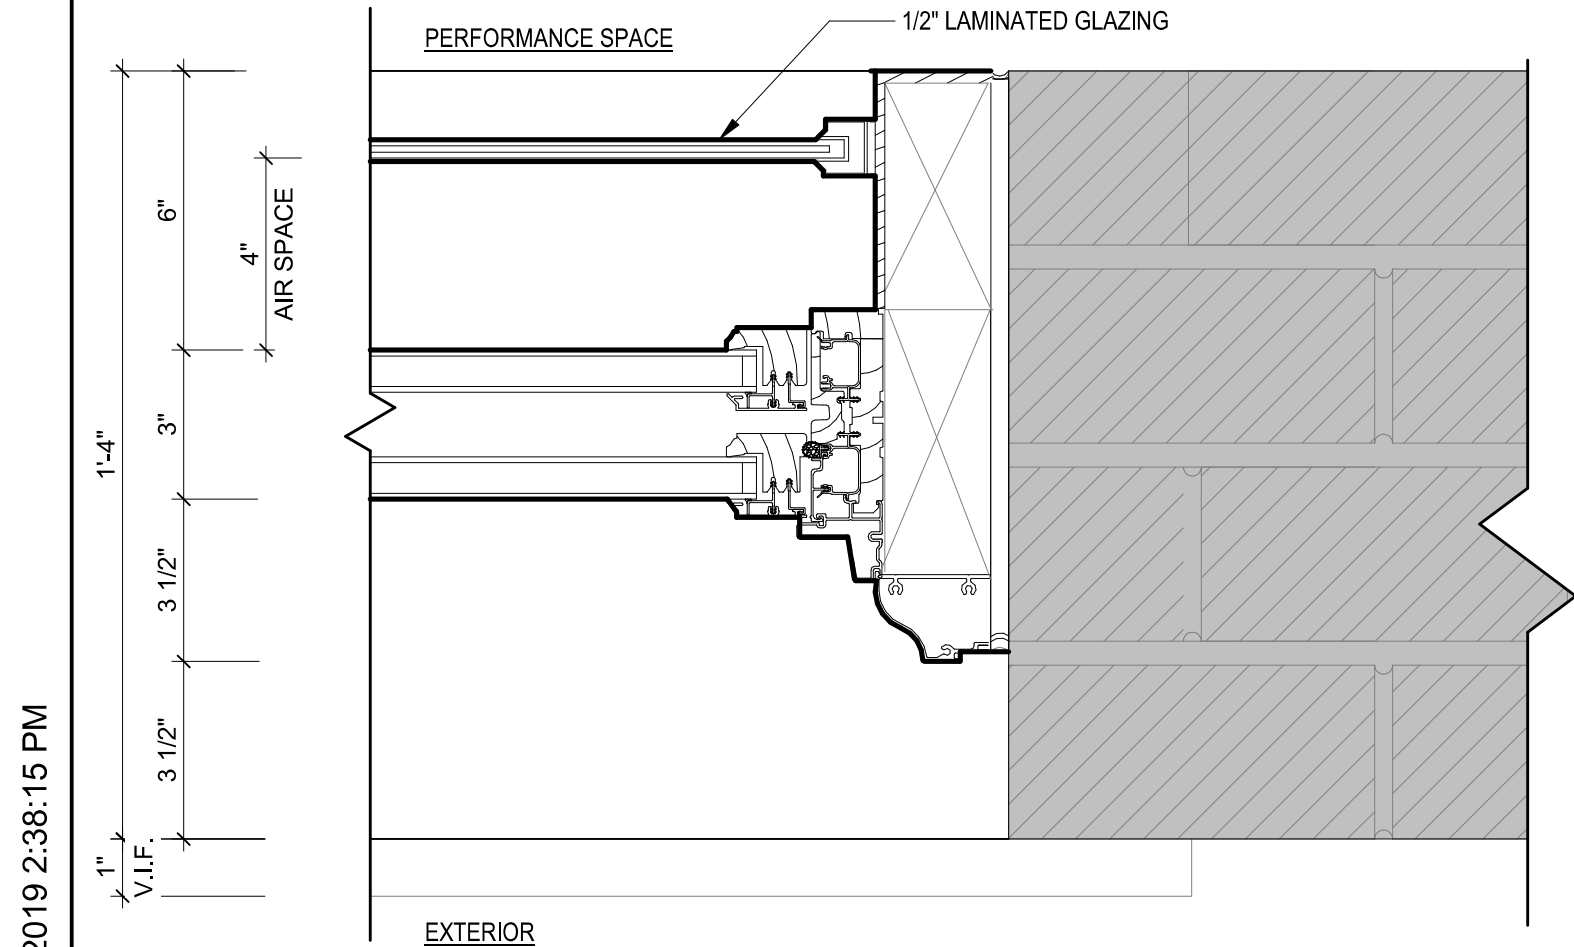 1/2" LAMINATED GLAZING
PERFORMANCE SPACE
6"
4"
AIR SPACE
3"
1'-4"
3 1/2"
3 1/2"
1"
V.I.F.
2019 2:38:15 PM
EXTERIOR